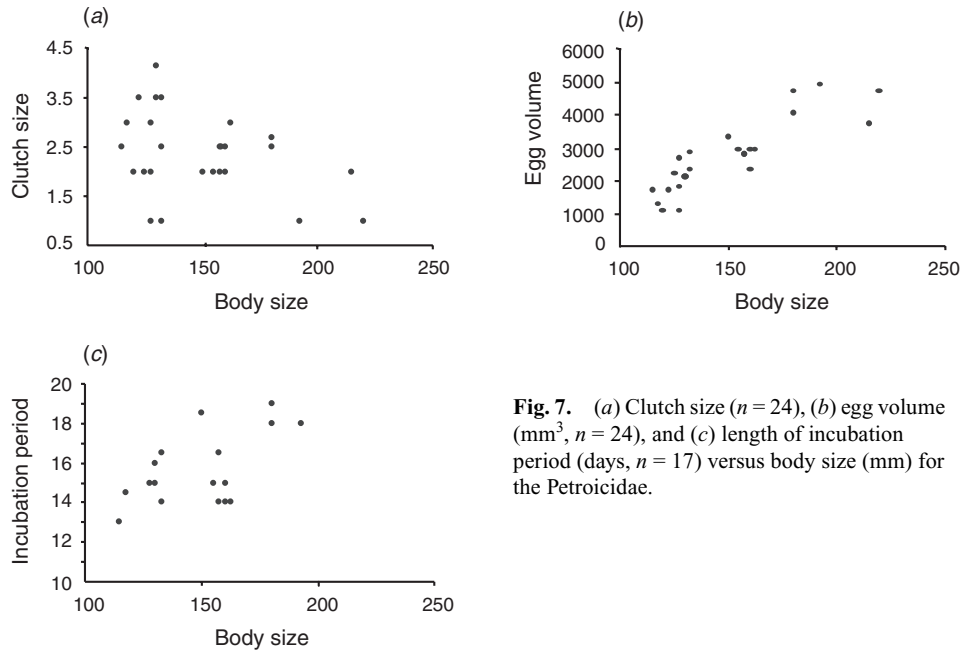 (a)
4.5
3.5
2.5
1.5
0.5
Clutch size
100 150 200 250
Body size
(b)
6000
5000
4000
3000
2000
1000
0
Egg volume
100 150 200 250
Body size
(c)
20
18
16
14
12
10
Incubation period
100 150 200 250
Body size
Fig. 7. (a) Clutch size (n = 24), (b) egg volume
(mm³, n = 24), and (c) length of incubation
period (days, n = 17) versus body size (mm) for
the Petroicidae.